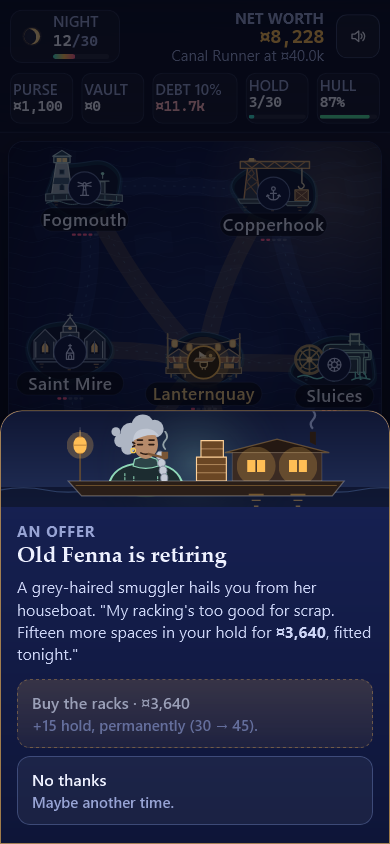 NIGHT
12/30
NET WORTH
¤8,228
Canal Runner at ¤40.0k
PURSE
¤1,100
VAULT
¤0
DEBT 10%
¤11.7k
HOLD
3/30
HULL
87%
Fogmouth
Copperhook
Saint Mire
Lanternquay
Sluices
AN OFFER
Old Fenna is retiring
A grey-haired smuggler hails you from her
houseboat. "My racking's too good for scrap.
Fifteen more spaces in your hold for ¤3,640, fitted
tonight."
Buy the racks · ¤3,640
+15 hold, permanently (30 → 45).
No thanks
Maybe another time.